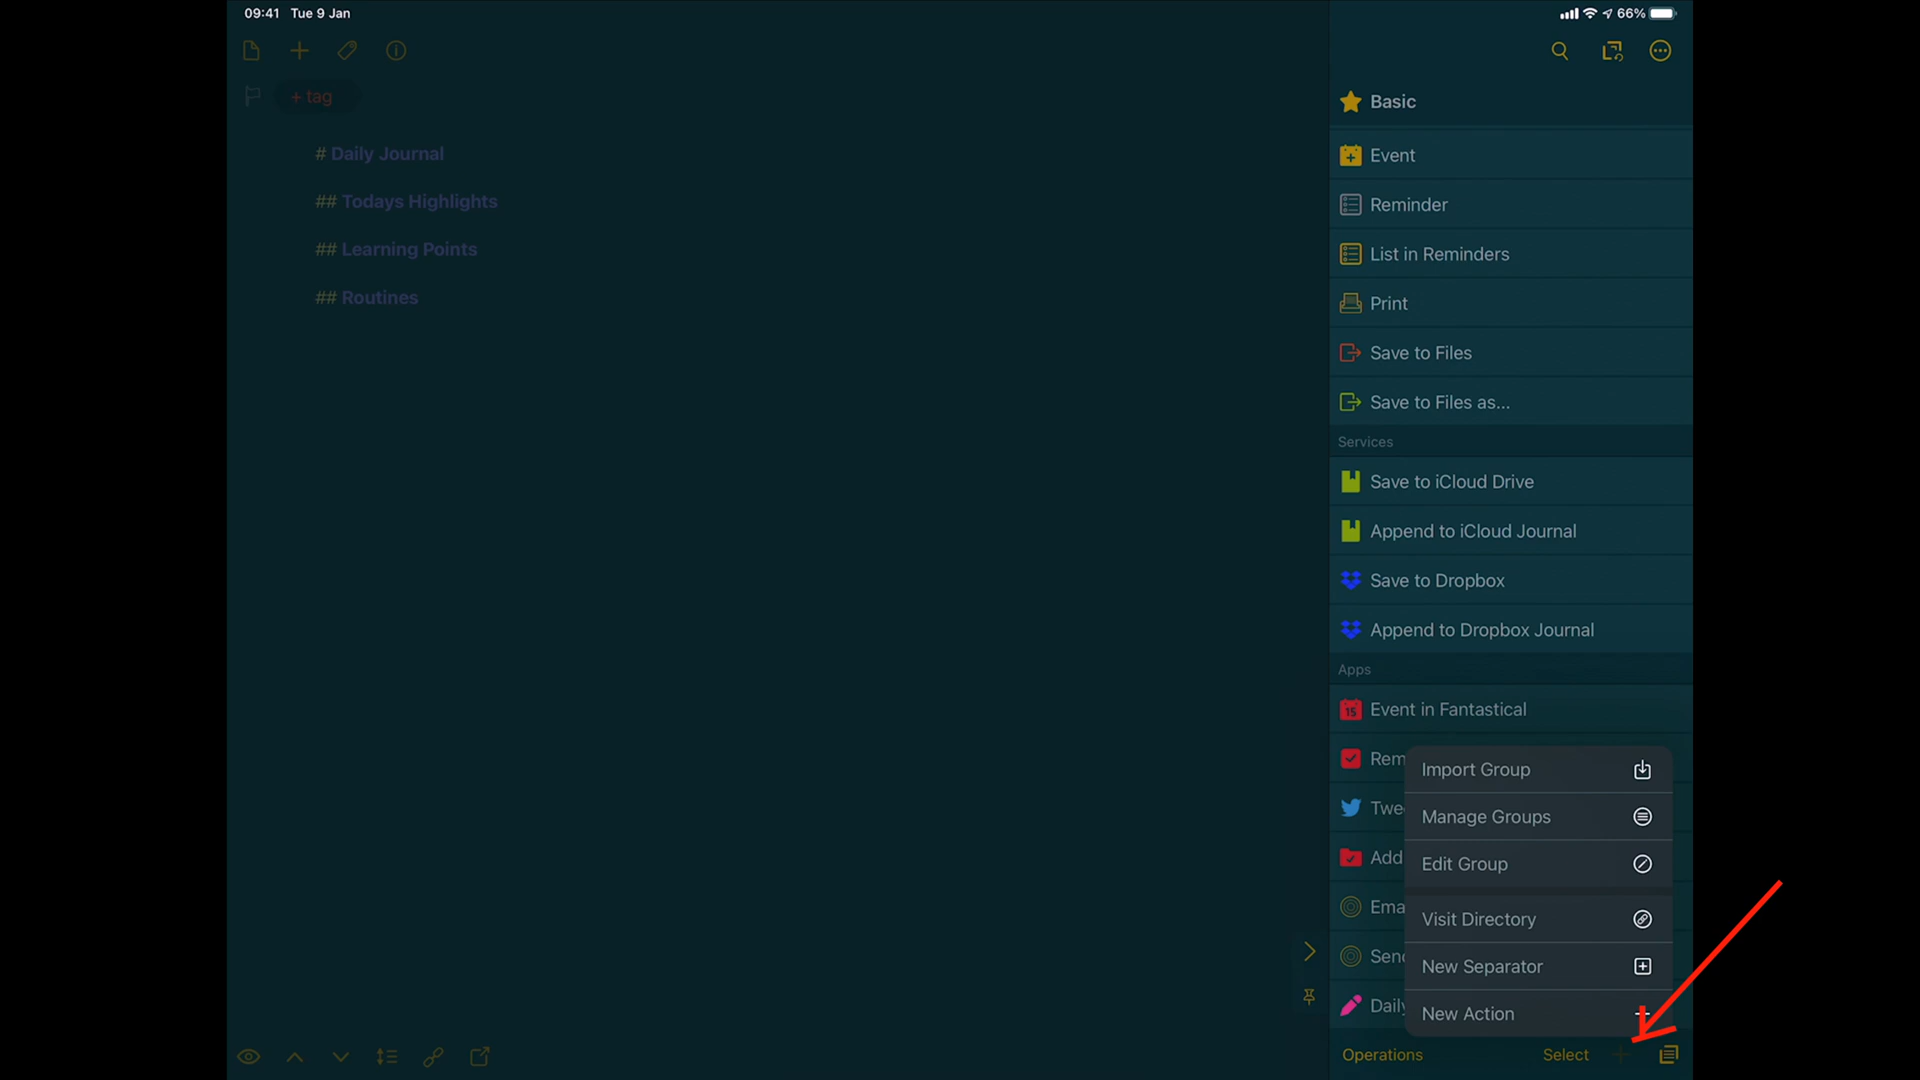 09:41 Tue 9 Jan
66%
+ tag
# Daily Journal
## Todays Highlights
## Learning Points
## Routines
Basic
Event
Reminder
List in Reminders
Print
Save to Files
Save to Files as...
Services
Save to iCloud Drive
Append to iCloud Journal
Save to Dropbox
Append to Dropbox Journal
Apps
15
Event in Fantastical
Rem
Twe
Add
Ema
Send
Daily
Import Group
Manage Groups
Edit Group
Visit Directory
New Separator
New Action
Operations
Select